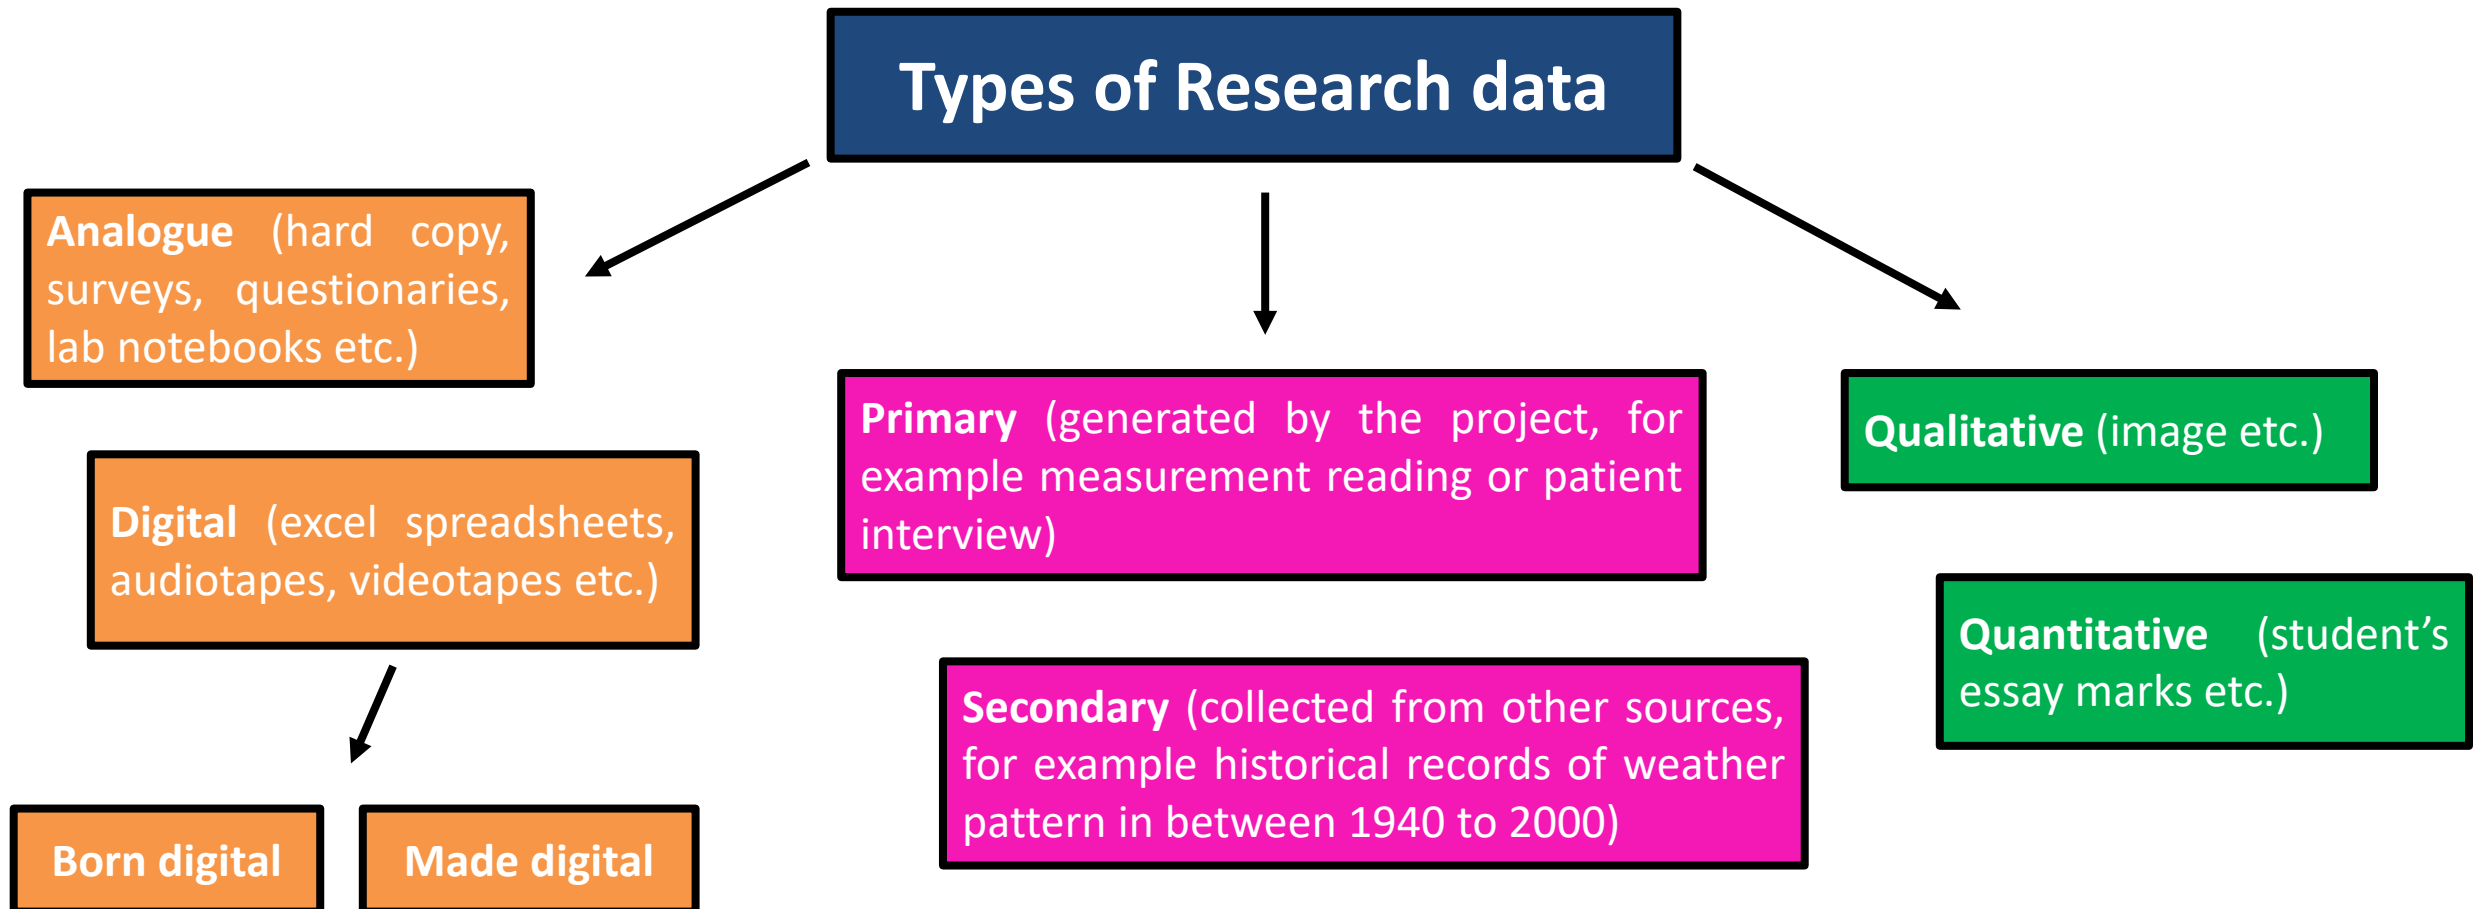 Types of Research data
Analogue (hard copy,
surveys, questionaries,
lab notebooks etc.)
Digital (excel spreadsheets,
audiotapes, videotapes etc.)
Born digital
Made digital
Primary (generated by the project, for
example measurement reading or patient
interview)
Secondary (collected from other sources,
for example historical records of weather
pattern in between 1940 to 2000)
Qualitative (image etc.)
Quantitative (student’s
essay marks etc.)